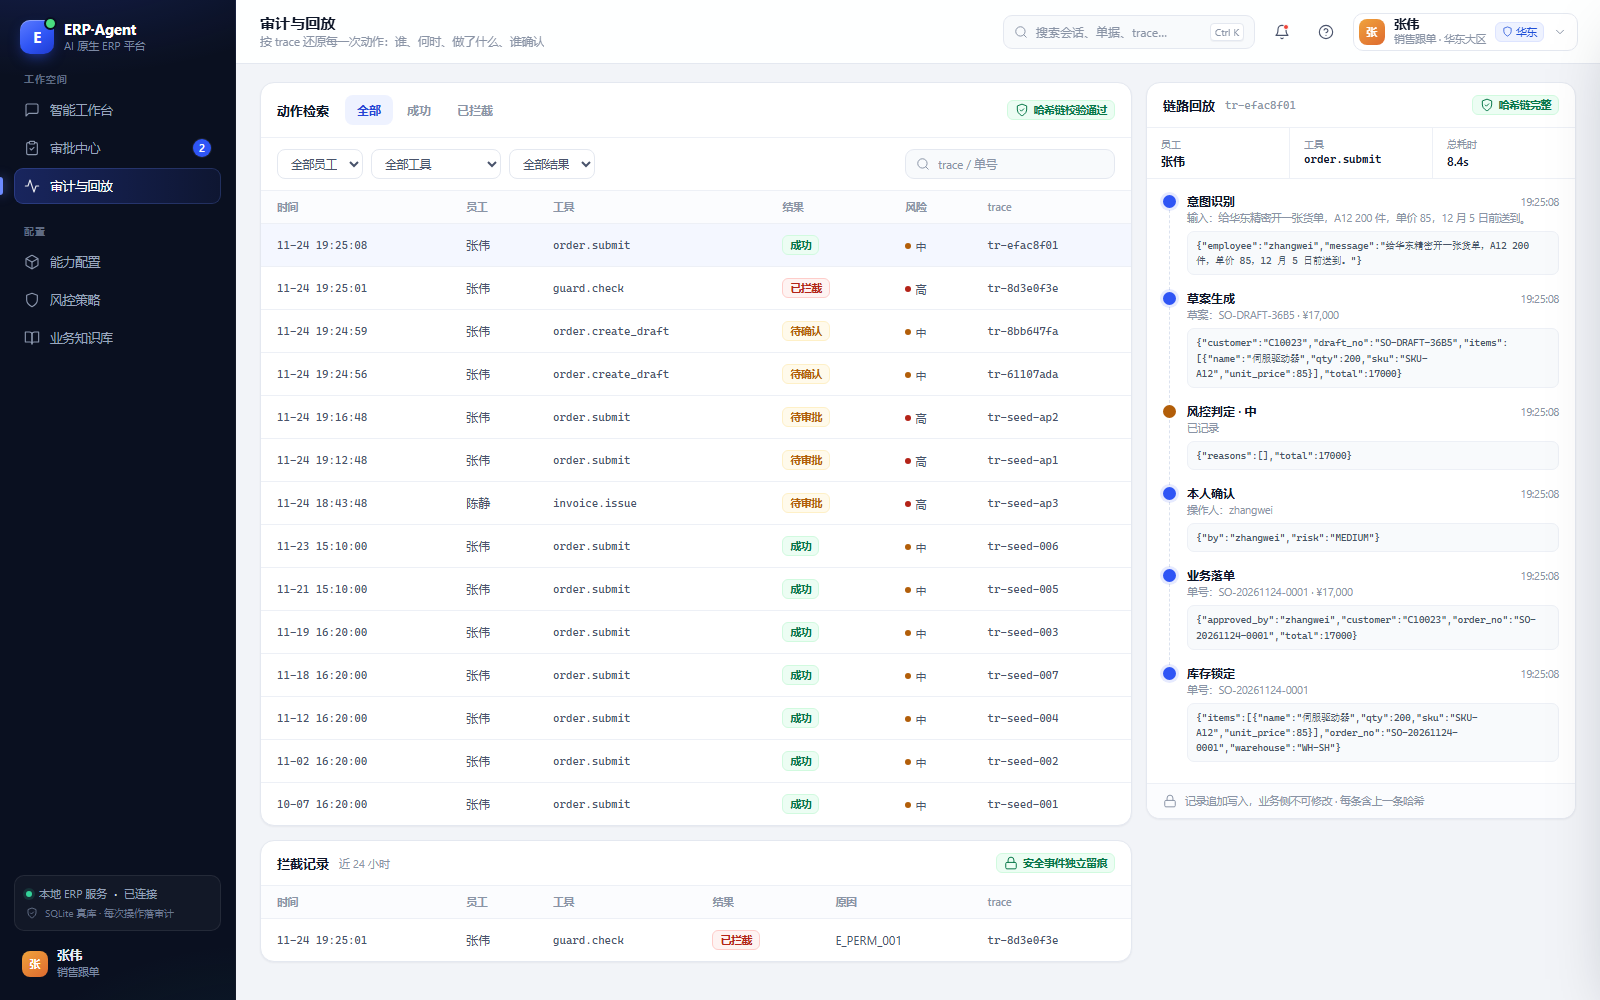 E
ERP-Agent
AI 原生 ERP 平台
工作空间
智能工作台
审批中心
2
审计与回放
配置
能力配置
风控策略
业务知识库
本地 ERP 服务 · 已连接
SQLite 真库 · 每次操作落审计
张
张伟
销售跟单
审计与回放
按 trace 还原每一次动作：谁、何时、做了什么、谁确认
搜索会话、单据、trace...
Ctrl K
张
张伟
销售跟单 · 华东大区
华东
动作检索
全部
成功
已拦截
哈希链校验通过
全部员工
全部工具
全部结果
trace / 单号
时间 员工 工具 结果 风险 trace
11-24 19:25:08 张伟 order.submit 成功 中 tr-efac8f01
11-24 19:25:01 张伟 guard.check 已拦截 高 tr-8d3e0f3e
11-24 19:24:59 张伟 order.create_draft 待确认 中 tr-8bb647fa
11-24 19:24:56 张伟 order.create_draft 待确认 中 tr-61107ada
11-24 19:16:48 张伟 order.submit 待审批 高 tr-seed-ap2
11-24 19:12:48 张伟 order.submit 待审批 高 tr-seed-ap1
11-24 18:43:48 陈静 invoice.issue 待审批 高 tr-seed-ap3
11-23 15:10:00 张伟 order.submit 成功 中 tr-seed-006
11-21 15:10:00 张伟 order.submit 成功 中 tr-seed-005
11-19 16:20:00 张伟 order.submit 成功 中 tr-seed-003
11-18 16:20:00 张伟 order.submit 成功 中 tr-seed-007
11-12 16:20:00 张伟 order.submit 成功 中 tr-seed-004
11-02 16:20:00 张伟 order.submit 成功 中 tr-seed-002
10-07 16:20:00 张伟 order.submit 成功 中 tr-seed-001
拦截记录 近 24 小时
安全事件独立留痕
时间 员工 工具 结果 原因 trace
11-24 19:25:01 张伟 guard.check 已拦截 E_PERM_001 tr-8d3e0f3e
链路回放 tr-efac8f01
哈希链完整
员工 工具 总耗时
张伟 order.submit 8.4s
意图识别 19:25:08
输入：给华东精密开一张货单，A12 200 件，单价 85，12 月 5 日前送到。
{"employee":"zhangwei","message":"给华东精密开一张货单，A12 200
件，单价 85，12 月 5 日前送到。"}
草案生成 19:25:08
草案：SO-DRAFT-36B5 · ¥17,000
{"customer":"C10023","draft_no":"SO-DRAFT-36B5","items":
[{"name":"伺服驱动器","qty":200,"sku":"SKU-
A12","unit_price":85}],"total":17000}
风控判定 · 中 19:25:08
已记录
{"reasons":[],"total":17000}
本人确认 19:25:08
操作人：zhangwei
{"by":"zhangwei","risk":"MEDIUM"}
业务落单 19:25:08
单号：SO-20261124-0001 · ¥17,000
{"approved_by":"zhangwei","customer":"C10023","order_no":"SO-
20261124-0001","total":17000}
库存锁定 19:25:08
单号：SO-20261124-0001
{"items":[{"name":"伺服驱动器","qty":200,"sku":"SKU-
A12","unit_price":85}],"order_no":"SO-20261124-
0001","warehouse":"WH-SH"}
记录追加写入，业务侧不可修改 · 每条含上一条哈希